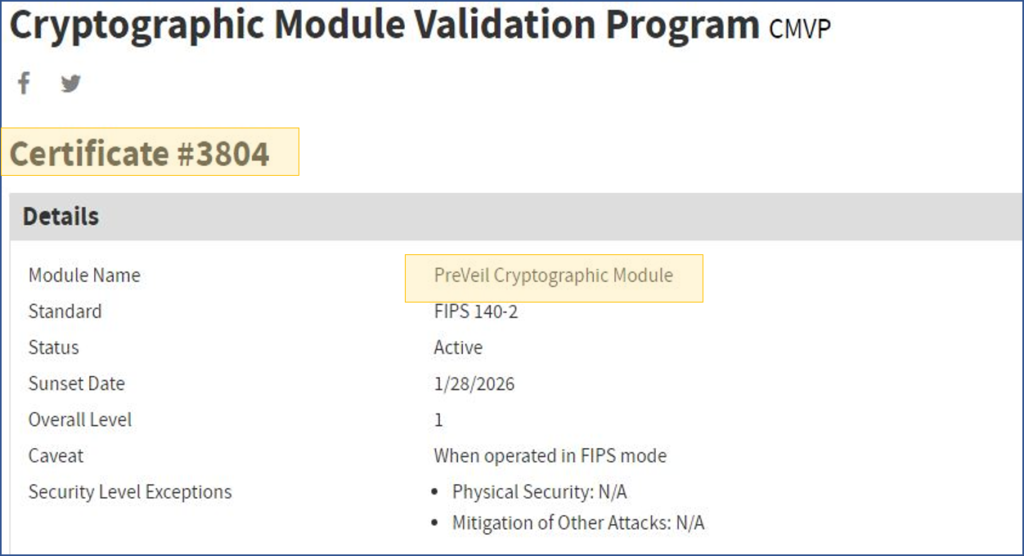 Cryptographic Module Validation Program CMVP
Certificate #3804
Details
Module Name PreVeil Cryptographic Module
Standard FIPS 140-2
Status Active
Sunset Date 1/28/2026
Overall Level 1
Caveat When operated in FIPS mode
Security Level Exceptions • Physical Security: N/A
• Mitigation of Other Attacks: N/A